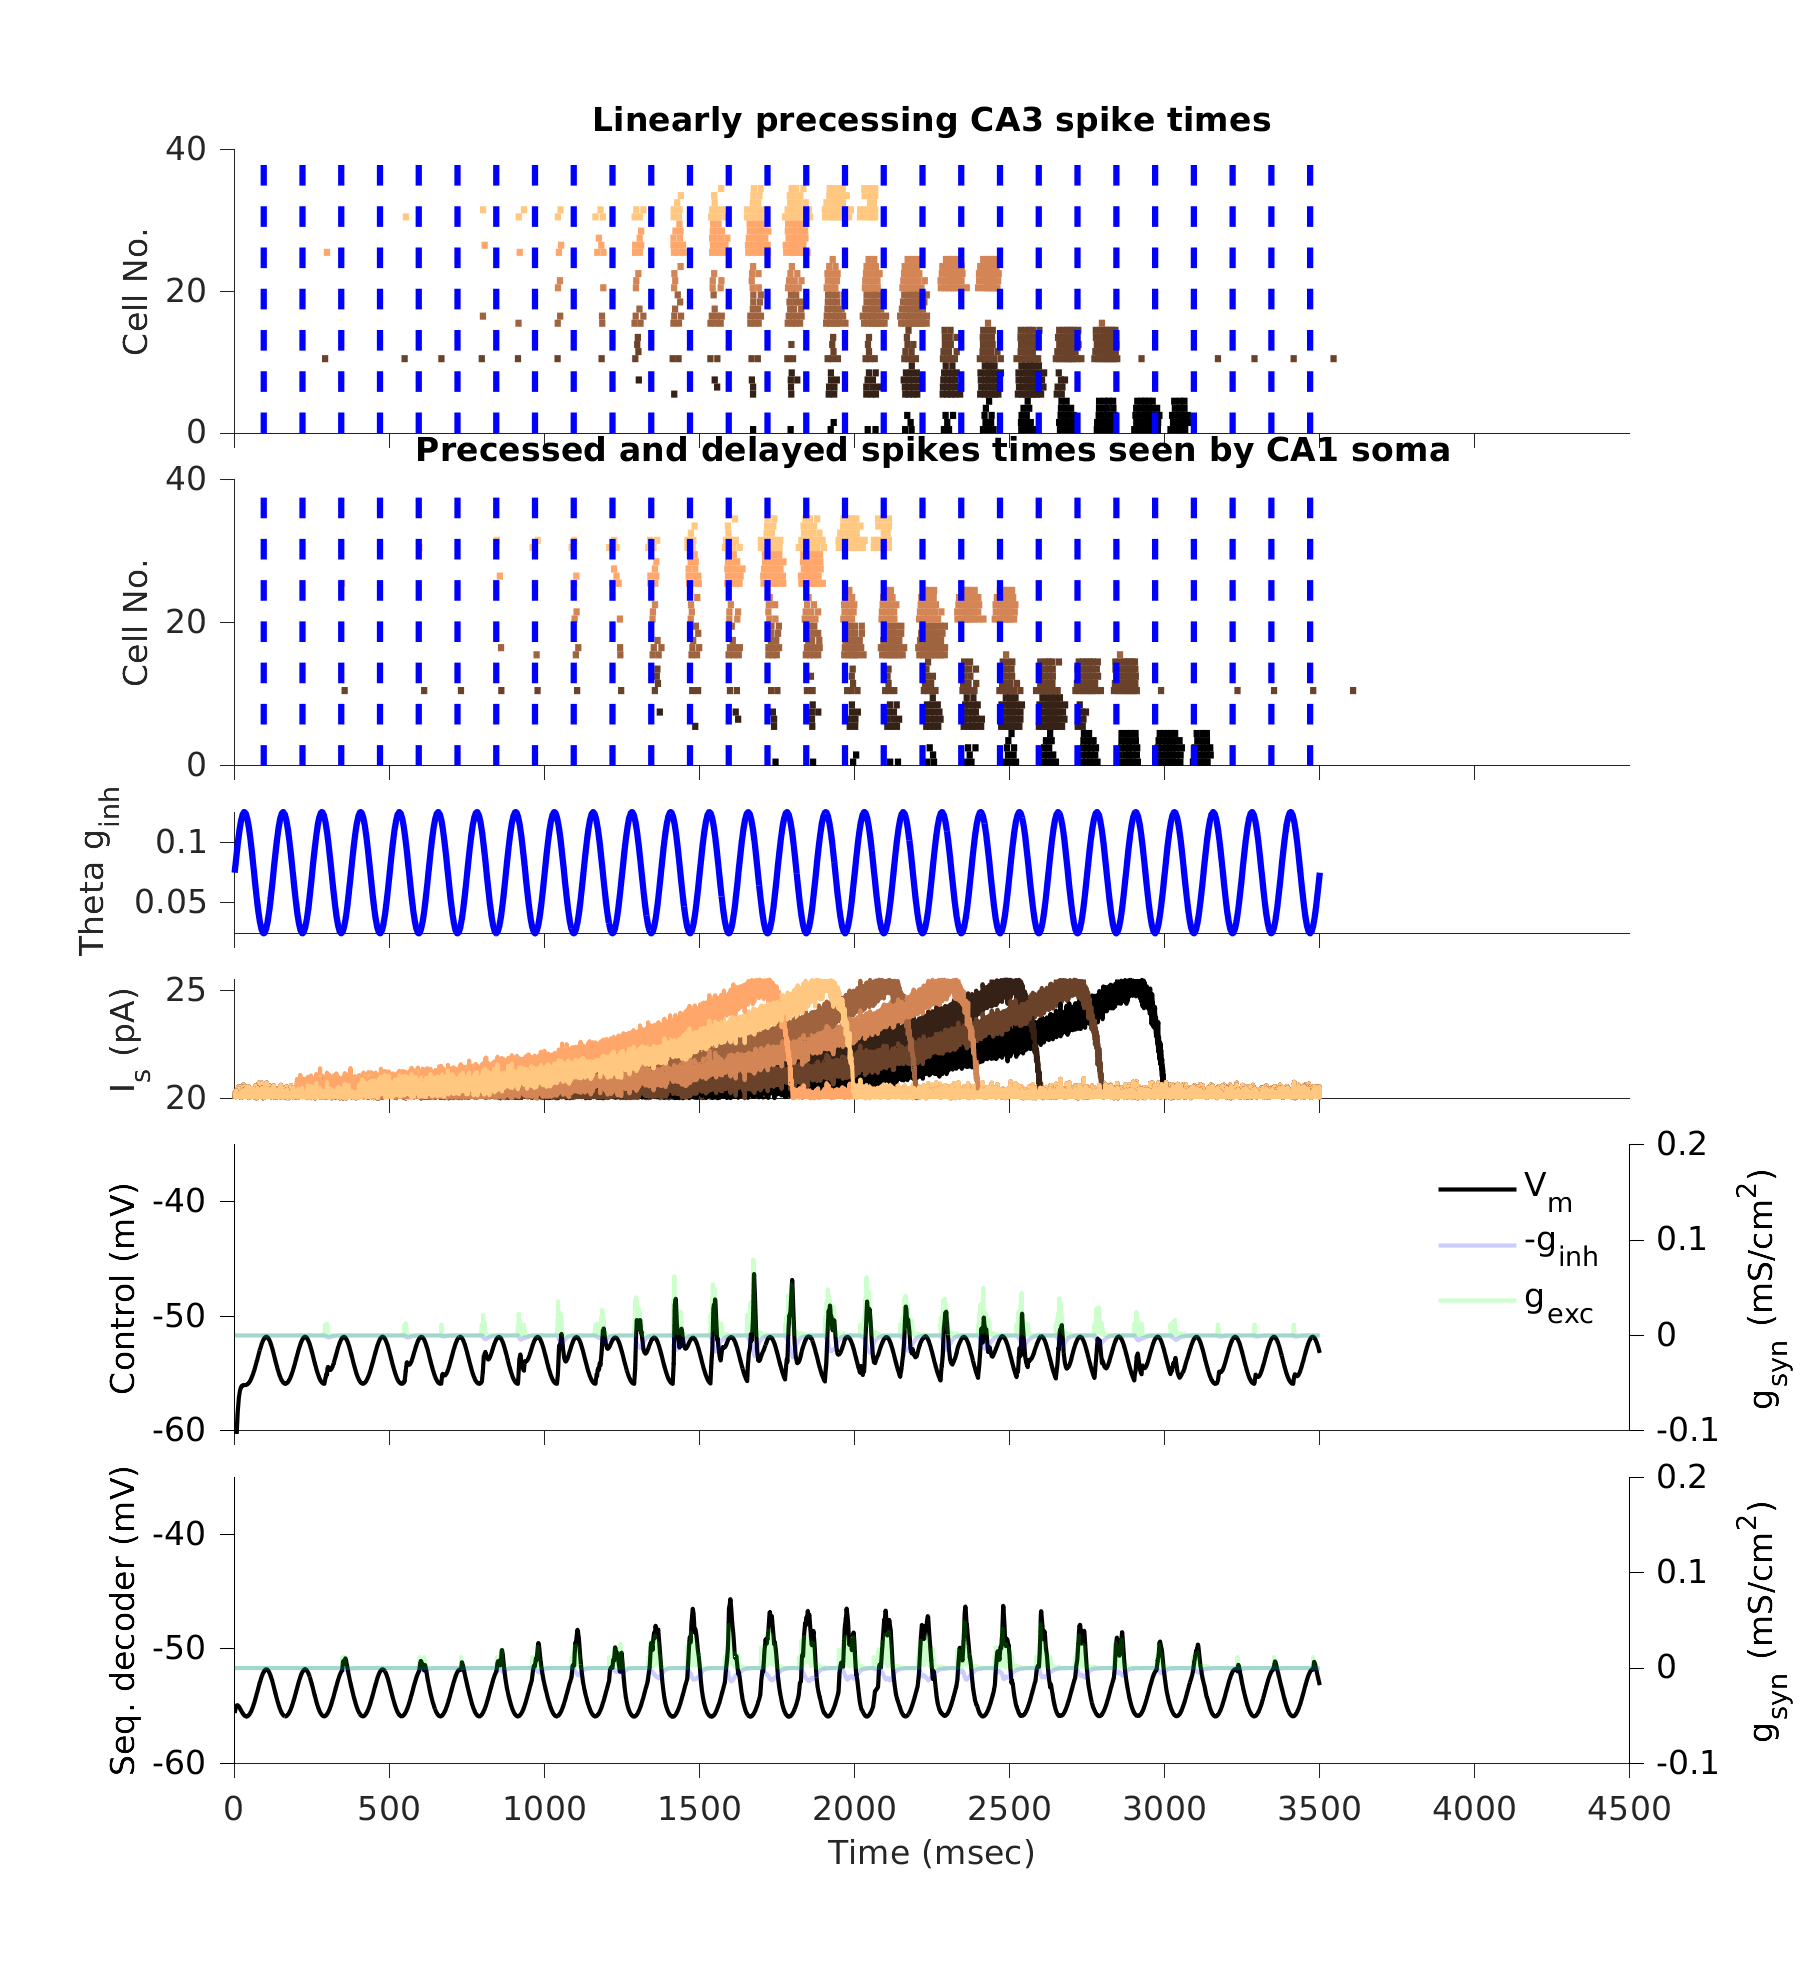 Linearly precessing CA3 spike times
40
20
0
Cell No.
Precessed and delayed spikes times seen by CA1 soma
40
20
0
Cell No.
0.1
0.05
Theta g_inh
25
20
I_s (pA)
-40
-50
-60
Control (mV)
V_m
-g_inh
g_exc
0.2
0.1
0
-0.1
g_syn (mS/cm^2)
-40
-50
-60
Seq. decoder (mV)
0.2
0.1
0
-0.1
g_syn (mS/cm^2)
0 500 1000 1500 2000 2500 3000 3500 4000 4500
Time (msec)